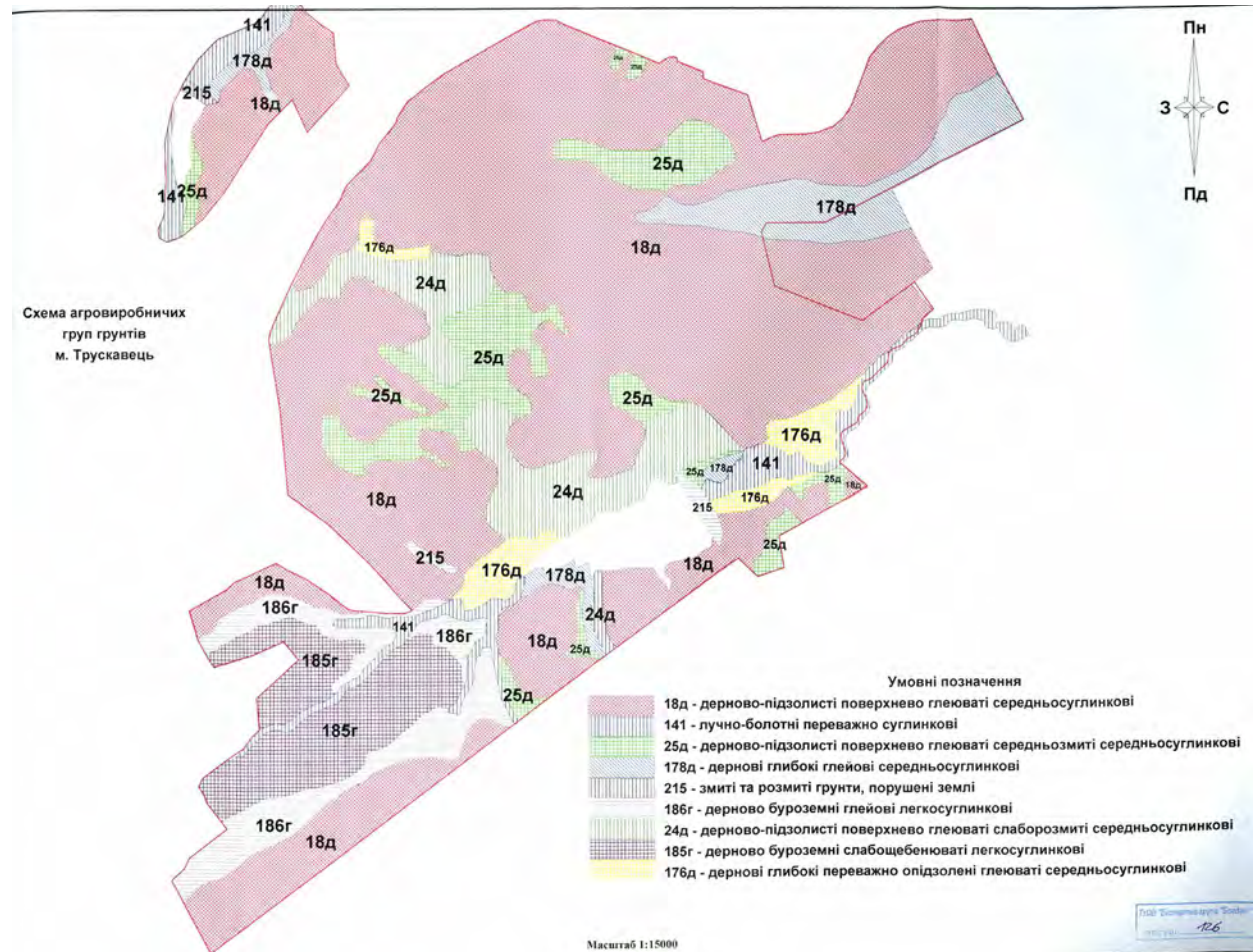 141
178д
215
18д
25д
141
25д
25д
25д
178д
18д
176д
24д
25д
25д
25д
176д
141
178д
25д
24д
18д
176д
215
25д
18д
25д
215
176д
178д
18д
24д
18д
25д
25д
18д
186г
141
186г
185г
185г
186г
18д
Пн
З С
Пд
Схема агровиробничих
груп грунтів
м. Трускавець
Умовні позначення
18д - дерново-підзолисті поверхнево глеюваті середньосуглинкові
141 - лучно-болотні переважно суглинкові
25д - дерново-підзолисті поверхнево глеюваті середньозмиті середньосуглинкові
178д - дернові глибокі глейові середньосуглинкові
215 - змиті та розмиті грунти, порушені землі
186г - дерново буроземні глейові легкосуглинкові
24д - дерново-підзолисті поверхнево глеюваті слаборозмиті середньосуглинкові
185г - дерново буроземні слабощебенюваті легкосуглинкові
176д - дернові глибокі переважно опідзолені глеюваті середньосуглинкові
Масштаб 1:15000
126